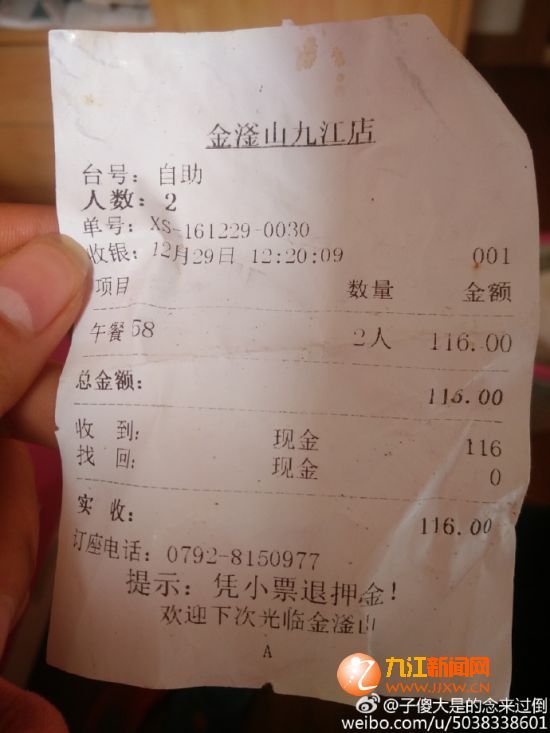 金滏山九江店
台号：自助
人数：2
单号：XS-161229-0030
收银：12月29日 12:20:09 001
项目 数量 金额
午餐58 2人 116.00
总金额： 116.00
收 到： 现金 116
找 回： 现金 0
实 收： 116.00
订座电话：0792-8150977
提示：凭小票退押金！
欢迎下次光临金滏山
A
九江新闻网
WWW.JJXW.CN
@子傻大是的念来过倒
weibo.com/u/5038338601